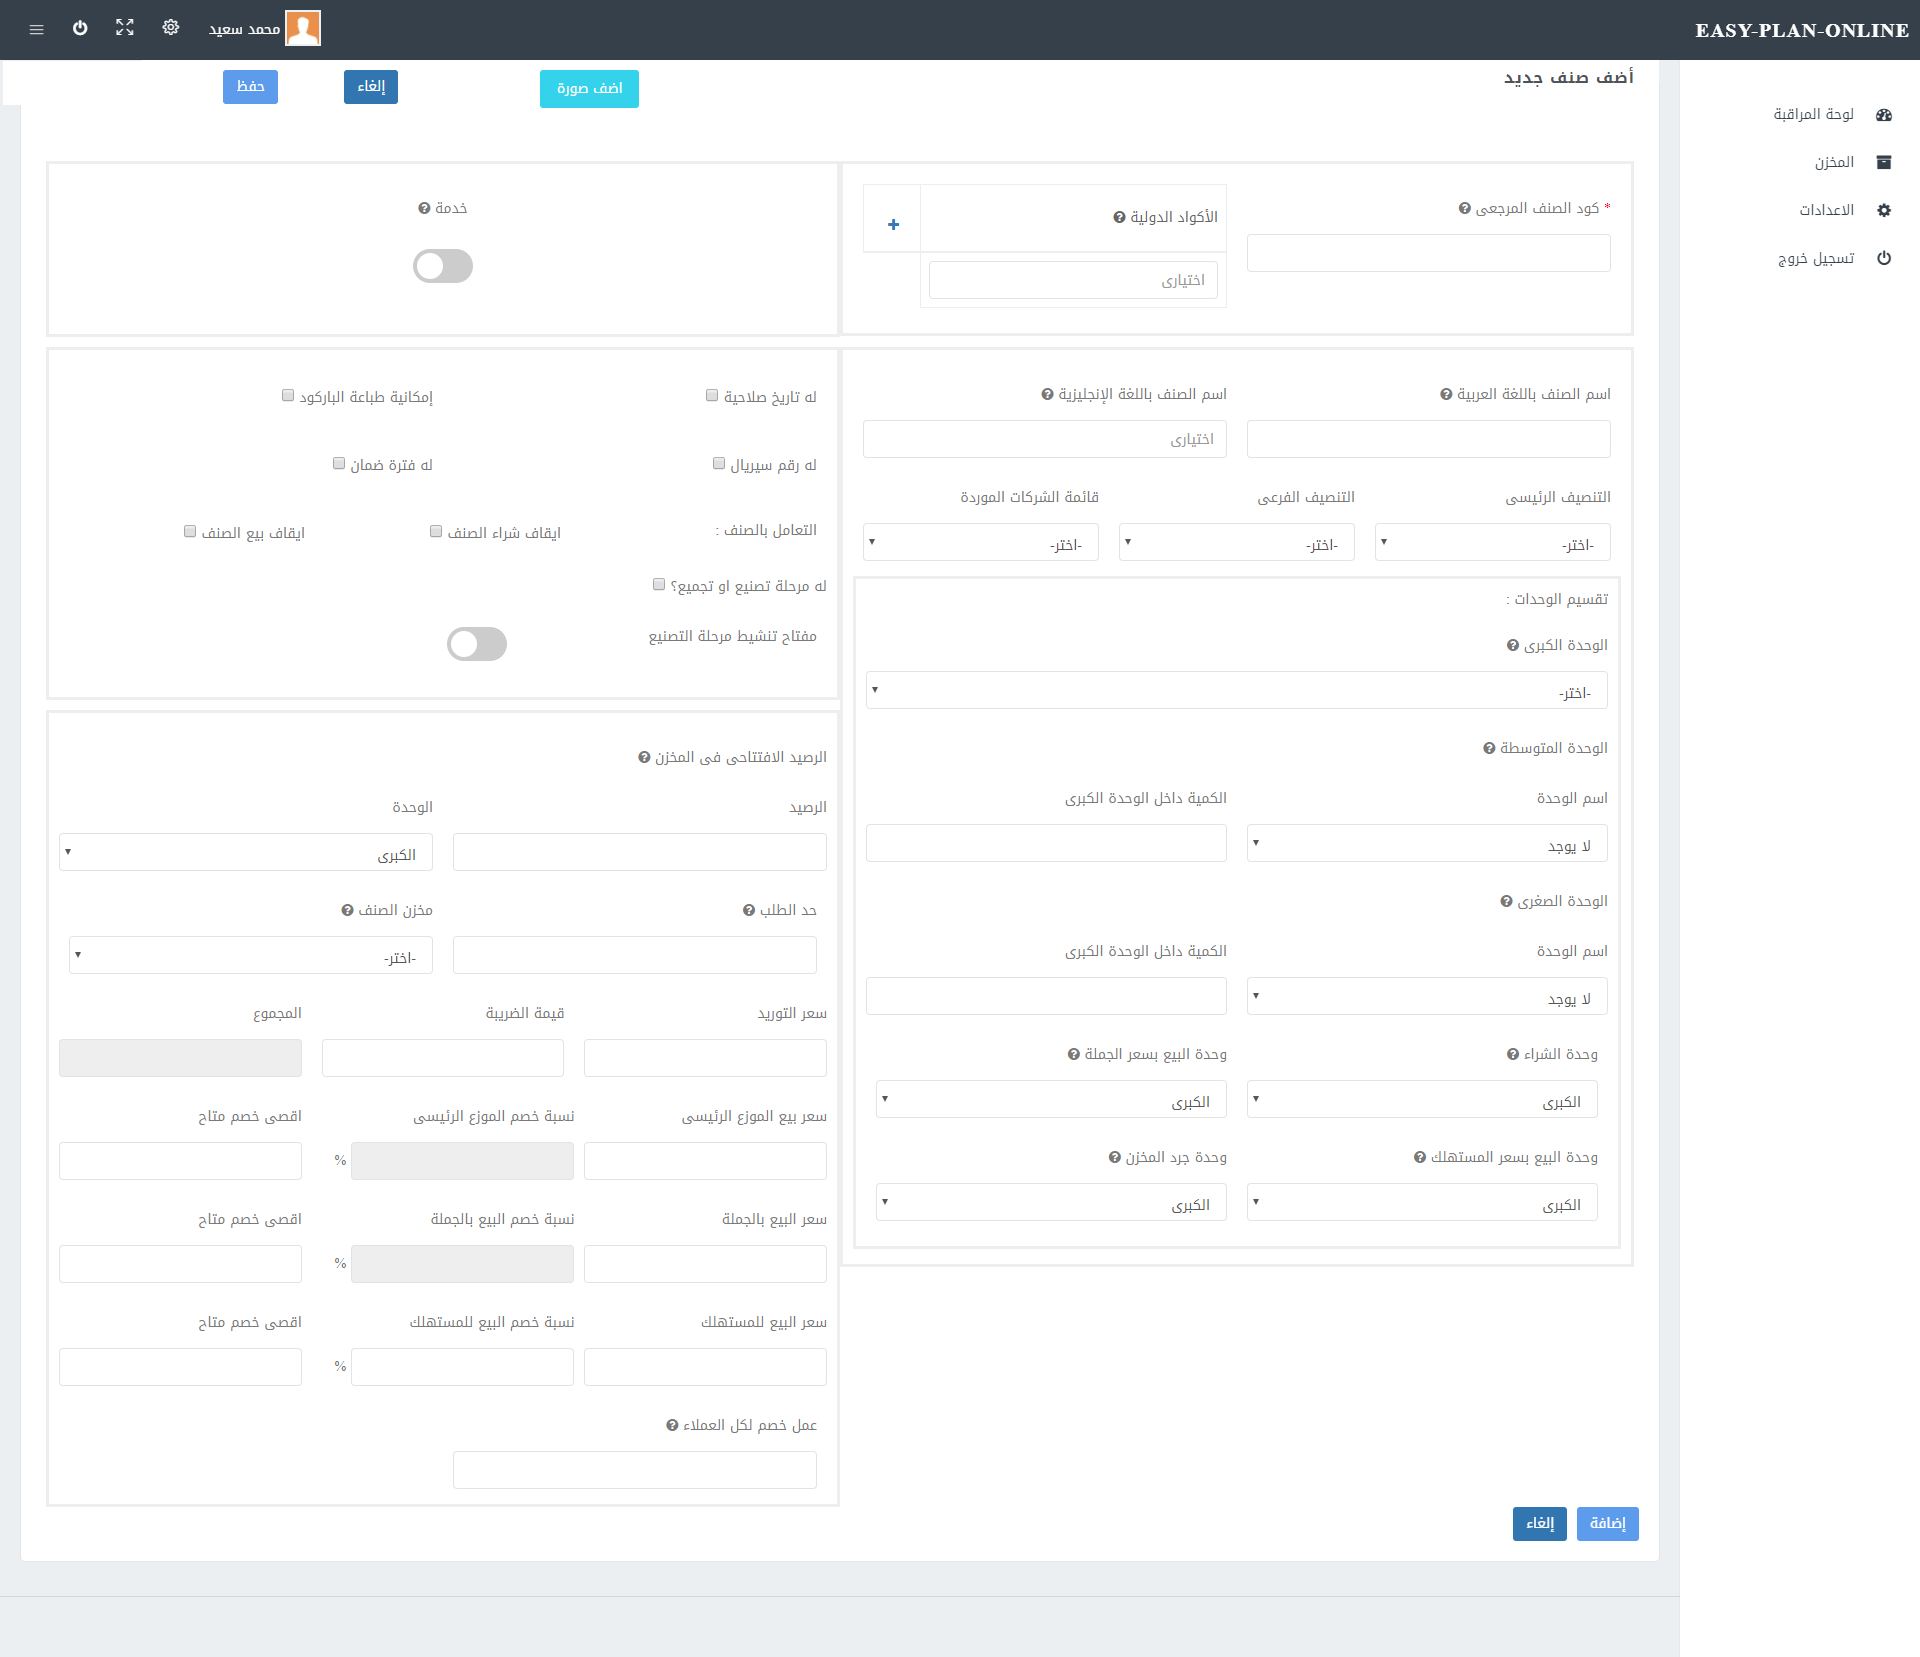 EASY-PLAN-ONLINE
محمد سعيد
لوحة المراقبة
المخزن
الاعدادات
تسجيل خروج
أضف صنف جديد
اضف صورة
إلغاء
حفظ
* كود الصنف المرجعى
الأكواد الدولية
+
اختيارى
خدمة
اسم الصنف باللغة العربية
اسم الصنف باللغة الإنجليزية
اختيارى
التنصيف الرئيسى
التنصيف الفرعى
قائمة الشركات الموردة
-اختر-
-اختر-
-اختر-
تقسيم الوحدات :
الوحدة الكبرى
-اختر-
الوحدة المتوسطة
اسم الوحدة
الكمية داخل الوحدة الكبرى
لا يوجد
الوحدة الصغرى
اسم الوحدة
الكمية داخل الوحدة الكبرى
لا يوجد
وحدة الشراء
وحدة البيع بسعر الجملة
الكبرى
الكبرى
وحدة البيع بسعر المستهلك
وحدة جرد المخزن
الكبرى
الكبرى
له تاريخ صلاحية
إمكانية طباعة الباركود
له رقم سيريال
له فترة ضمان
التعامل بالصنف :
ايقاف شراء الصنف
ايقاف بيع الصنف
له مرحلة تصنيع او تجميع؟
مفتاح تنشيط مرحلة التصنيع
الرصيد الافتتاحى فى المخزن
الرصيد
الوحدة
الكبرى
حد الطلب
مخزن الصنف
-اختر-
سعر التوريد
قيمة الضريبة
المجموع
سعر بيع الموزع الرئيسى
نسبة خصم الموزع الرئيسى
اقصى خصم متاح
%
سعر البيع بالجملة
نسبة خصم البيع بالجملة
اقصى خصم متاح
%
سعر البيع للمستهلك
نسبة خصم البيع للمستهلك
اقصى خصم متاح
%
عمل خصم لكل العملاء
إضافة
إلغاء